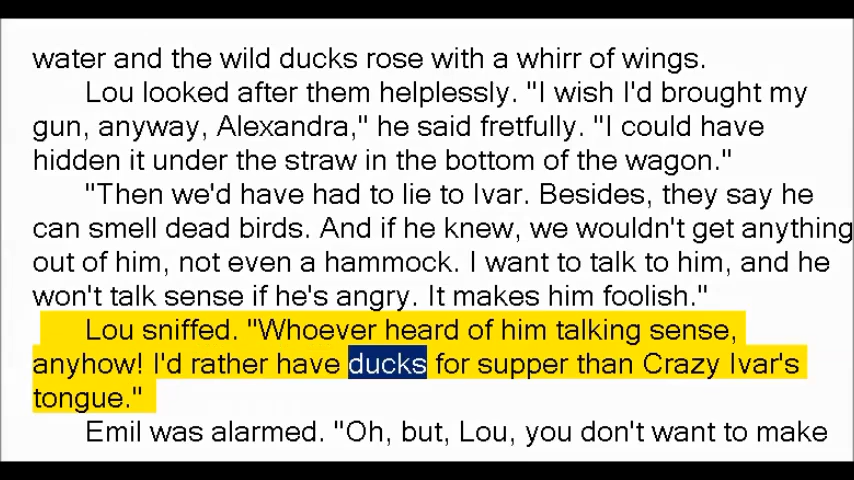 water and the wild ducks rose with a whirr of wings.
Lou looked after them helplessly. "I wish I'd brought my
gun, anyway, Alexandra," he said fretfully. "I could have
hidden it under the straw in the bottom of the wagon."
"Then we'd have had to lie to Ivar. Besides, they say he
can smell dead birds. And if he knew, we wouldn't get anything
out of him, not even a hammock. I want to talk to him, and he
won't talk sense if he's angry. It makes him foolish."
Lou sniffed. "Whoever heard of him talking sense,
anyhow! I'd rather have ducks for supper than Crazy Ivar's
tongue."
Emil was alarmed. "Oh, but, Lou, you don't want to make